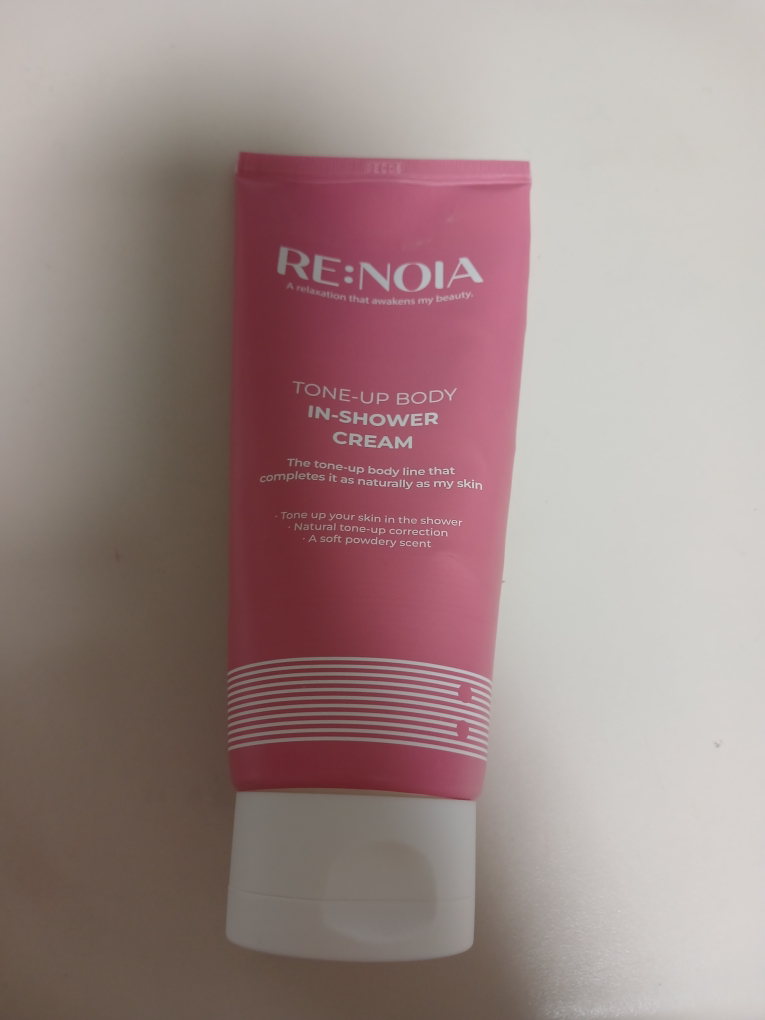 RE:NOIA
A relaxation that awakens my beauty.
TONE-UP BODY
IN-SHOWER
CREAM
The tone-up body line that
completes it as naturally as my skin
· Tone up your skin in the shower
· Natural tone-up correction
· A soft powdery scent